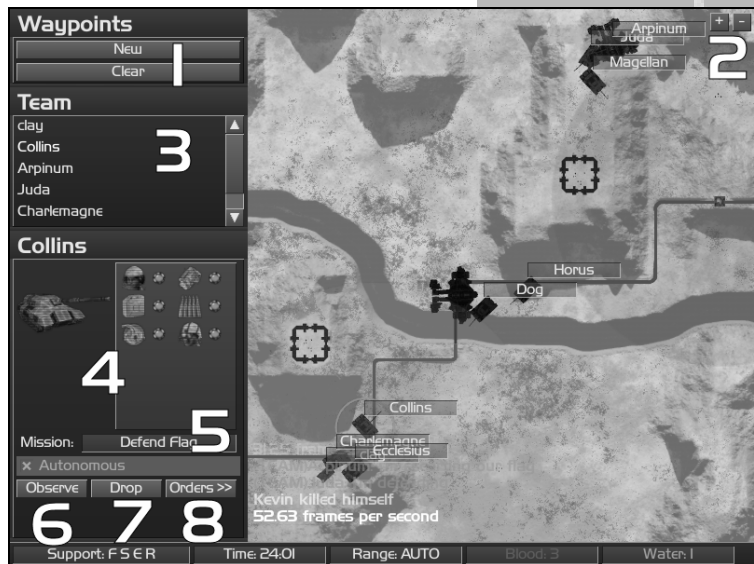 Waypoints
New
1
Clear
Team
clay
Collins
3
Arpinum
Juda
Charlemagne
Collins
4
5
Mission: Defend Flag
× Autonomous
Observe Drop Orders >>
6 7 8
Arpinum
+ -
Juda
2
Magellan
Horus
Dog
Collins
Charlemagne
clay
Ecclesius
Kevin killed himself
52.63 frames per second
Support: F S E R Time: 24:01 Range: AUTO Blood: 3 Water: 1